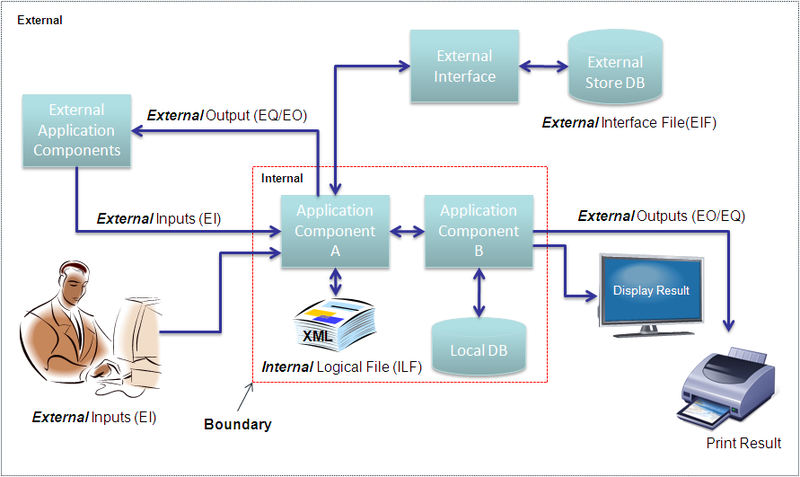 External
External
Interface
External
Store DB
External Interface File(EIF)
External
Application
Components
External Output (EQ/EO)
Internal
External Inputs (EI)
Application
Component
A
Application
Component
B
External Outputs (EO/EQ)
Display Result
XML
Local DB
Internal Logical File (ILF)
External Inputs (EI)
Boundary
Print Result